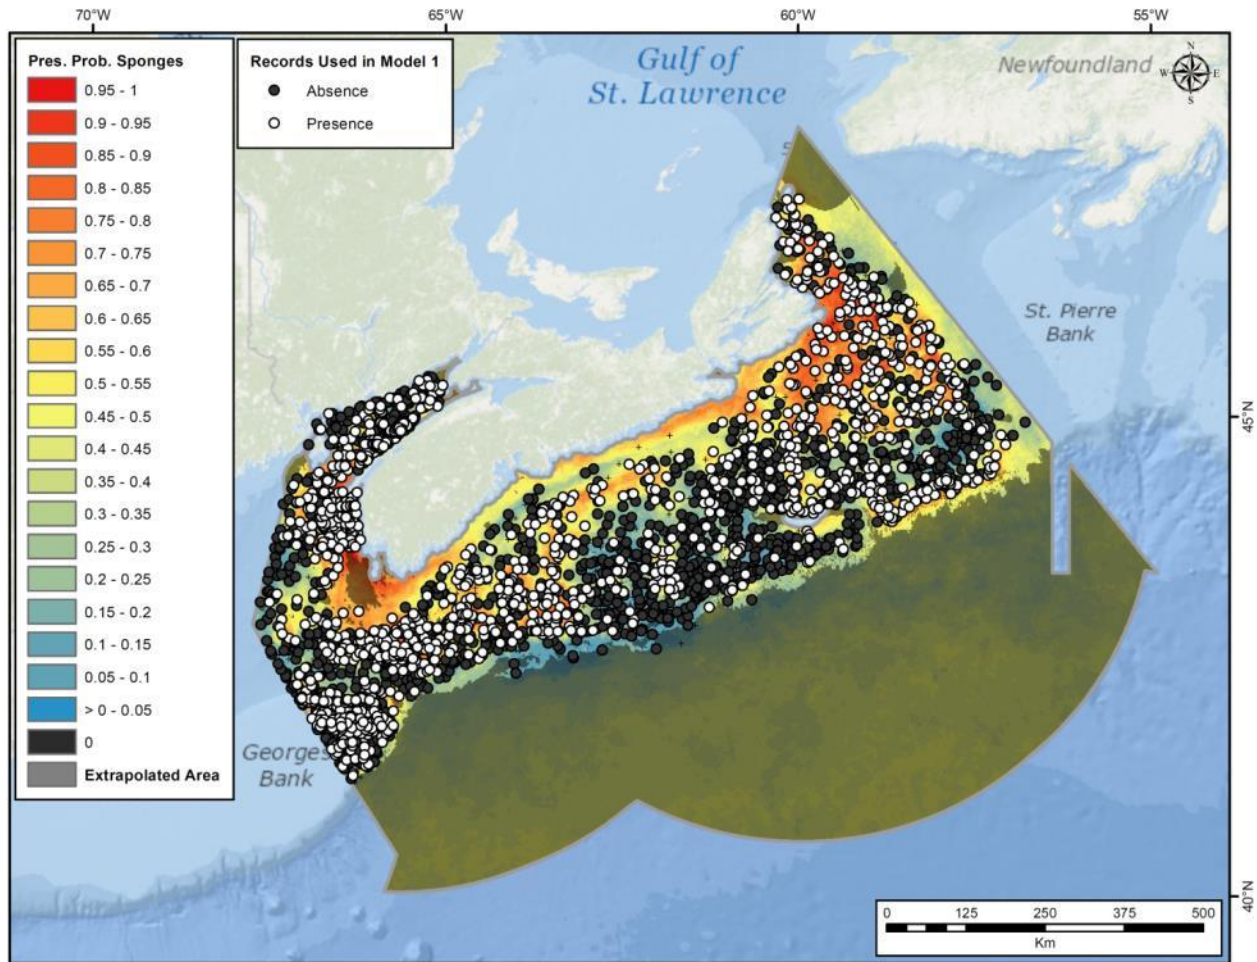 70°W
65°W
60°W
55°W
Pres. Prob. Sponges
0.95 - 1
0.9 - 0.95
0.85 - 0.9
0.8 - 0.85
0.75 - 0.8
0.7 - 0.75
0.65 - 0.7
0.6 - 0.65
0.55 - 0.6
0.5 - 0.55
0.45 - 0.5
0.4 - 0.45
0.35 - 0.4
0.3 - 0.35
0.25 - 0.3
0.2 - 0.25
0.15 - 0.2
0.1 - 0.15
0.05 - 0.1
> 0 - 0.05
0
Extrapolated Area
Records Used in Model 1
Absence
Presence
Gulf of
St. Lawrence
Newfoundland
N
W
E
S
St. Pierre
Bank
45°N
Georges
Bank
40°N
0
125
250
375
500
Km